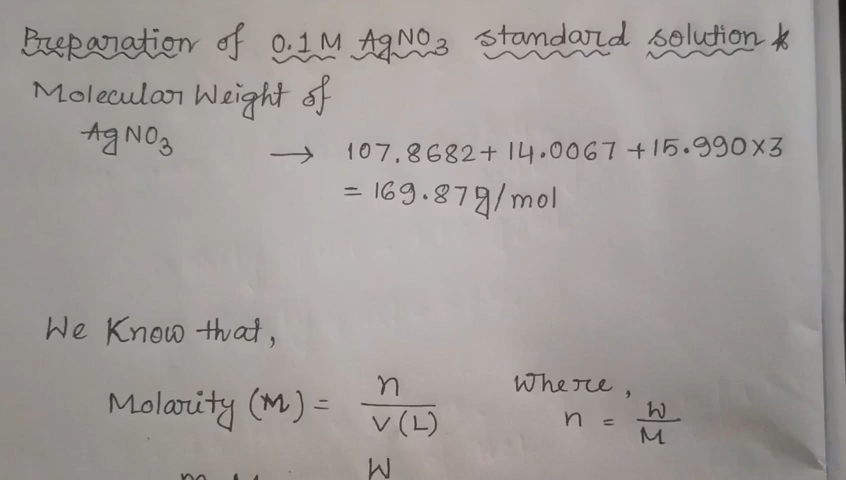 Preparation of 0.1M AgNO3 standard solution
Molecular Weight of
AgNO3 → 107.8682+14.0067+15.990×3
= 169.87g/mol
We Know that,
Molarity (M) = n / V(L) Where, n = W / M
W